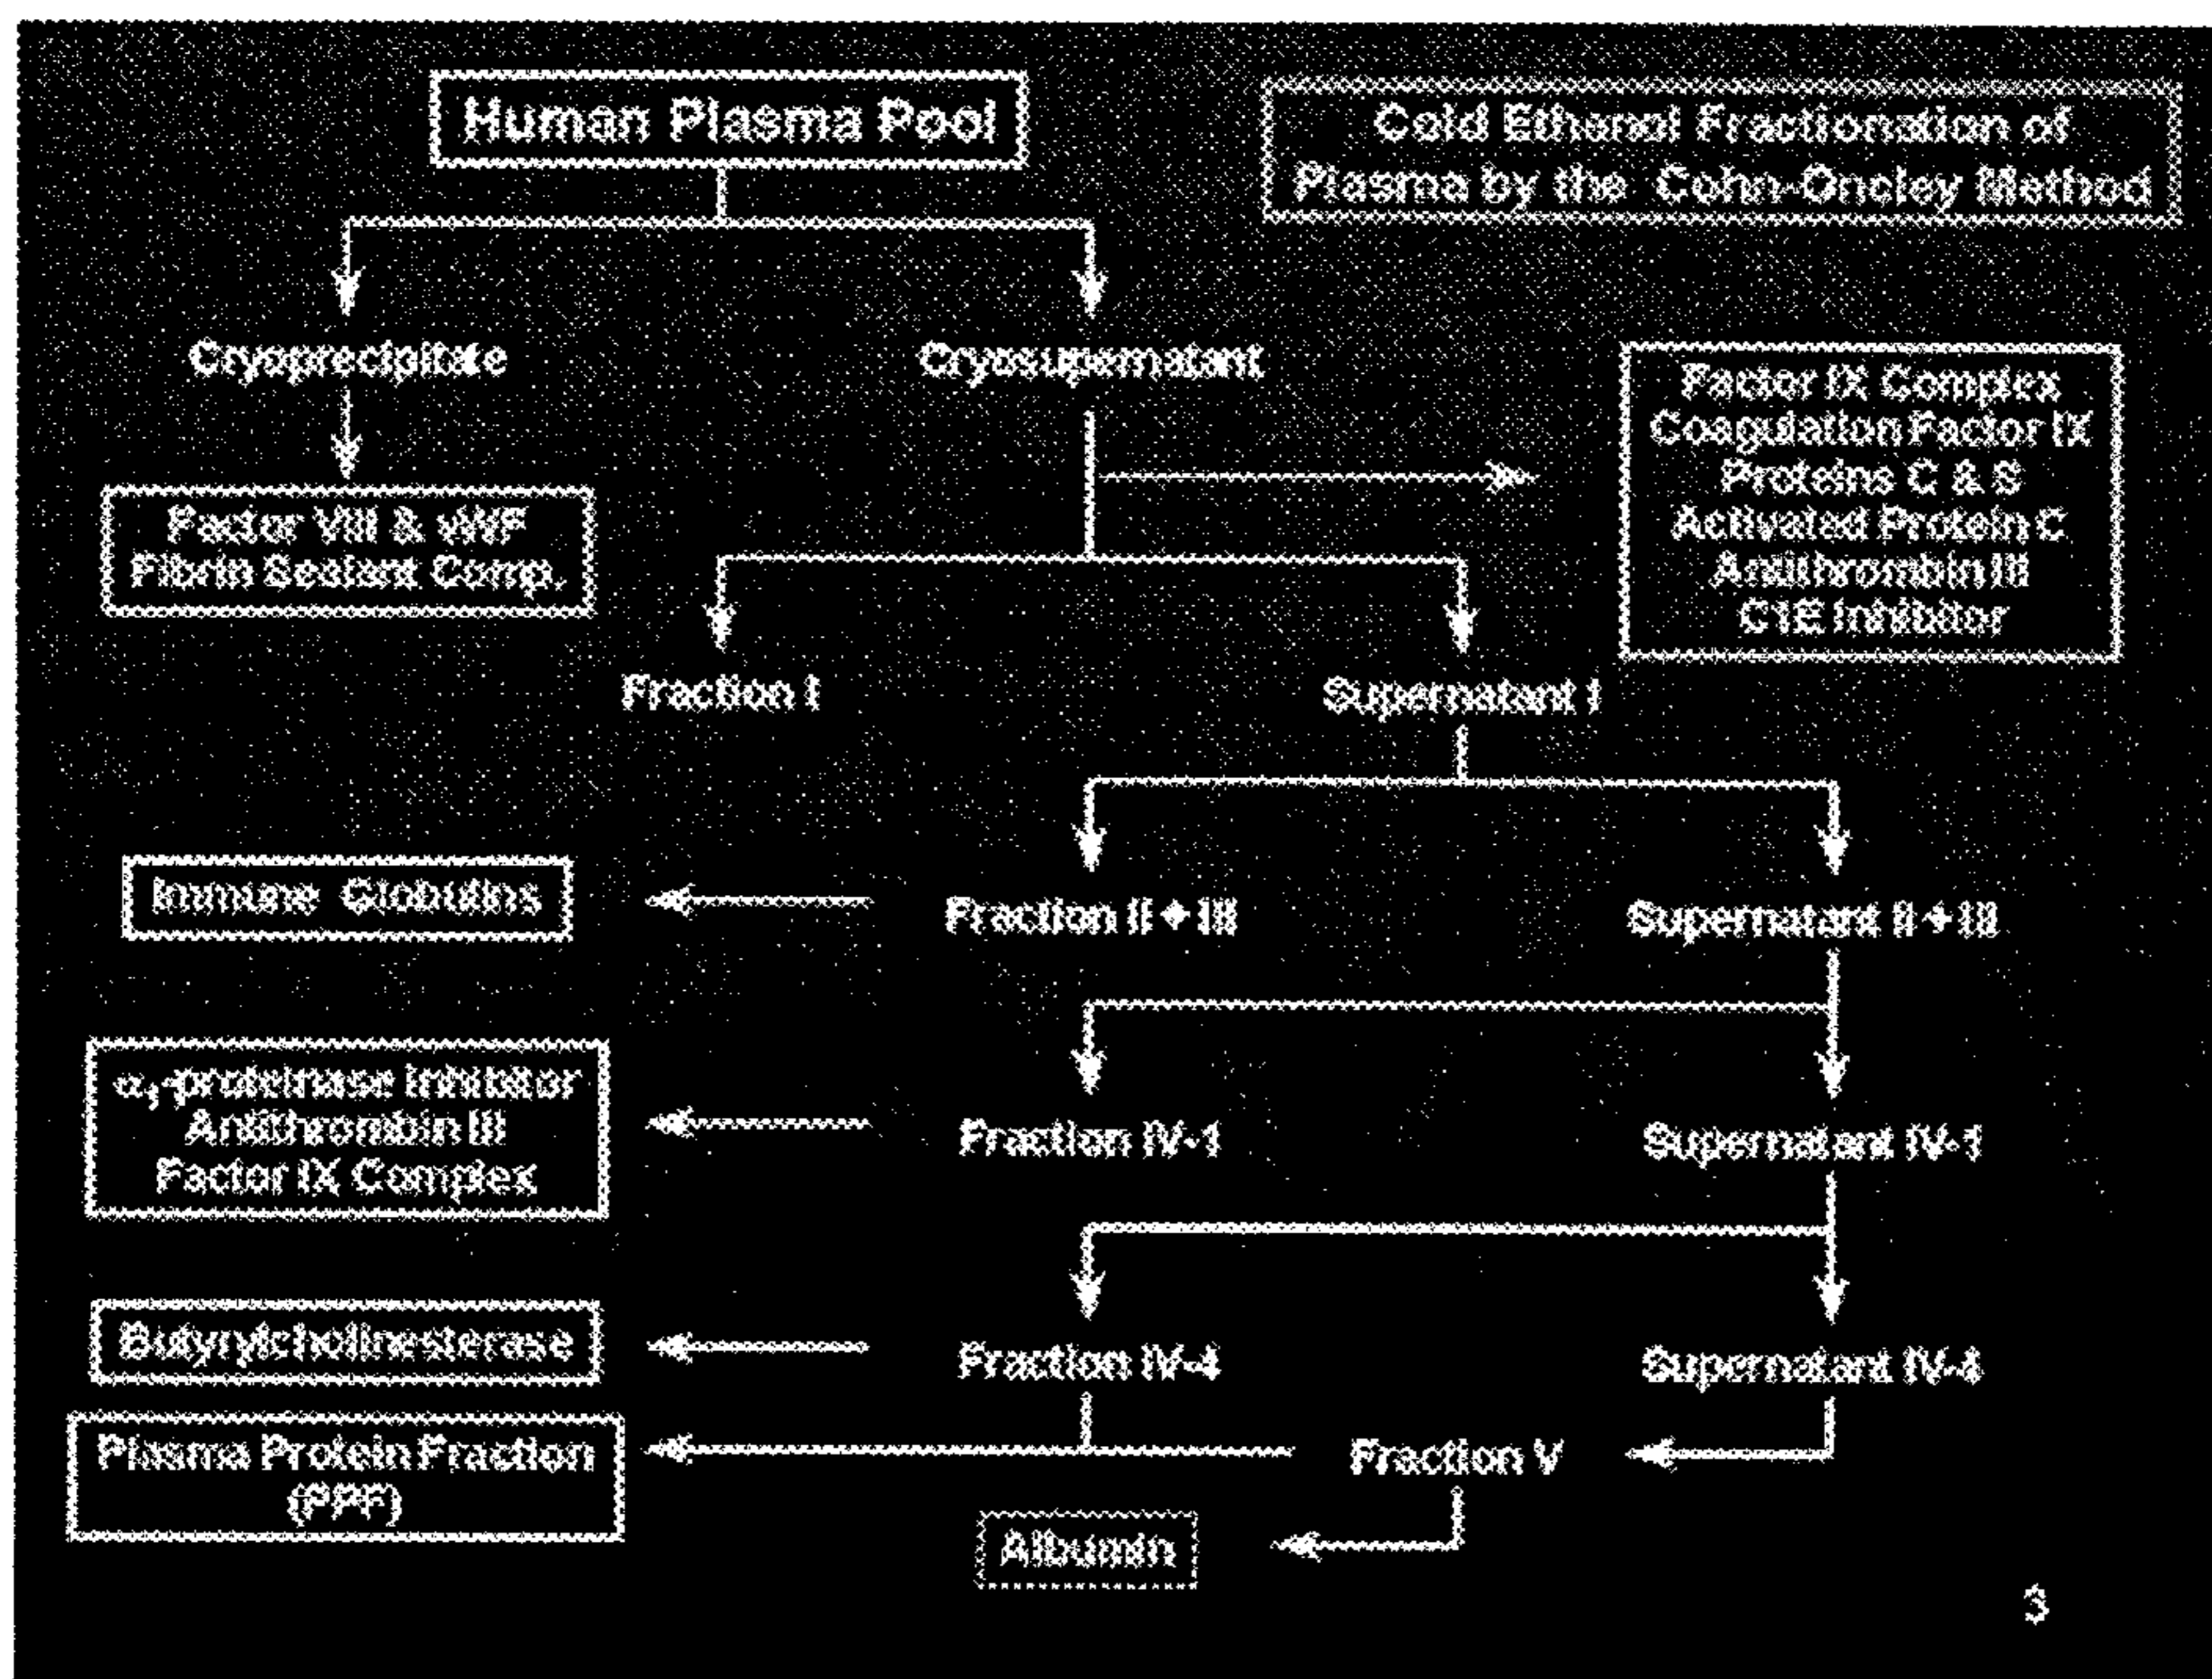 Human Plasma Pool
Cold Ethanol Fractionation of
Plasma by the Cohn-Oncley Method
Cryoprecipitate
Cryosupernatant
Factor IX Complex
Coagulation Factor IX
Proteins C & S
Activated Protein C
Antithrombin III
C1E Inhibitor
Factor VIII & vWF
Fibrin Sealant Comp.
Fraction I
Supernatant I
Immune Globulins
Fraction II + III
Supernatant II + III
α1-proteinase Inhibitor
Antithrombin III
Factor IX Complex
Fraction IV-1
Supernatant IV-1
Butyrylcholinesterase
Fraction IV-4
Supernatant IV-4
Plasma Protein Fraction
(PPF)
Fraction V
Albumin
3